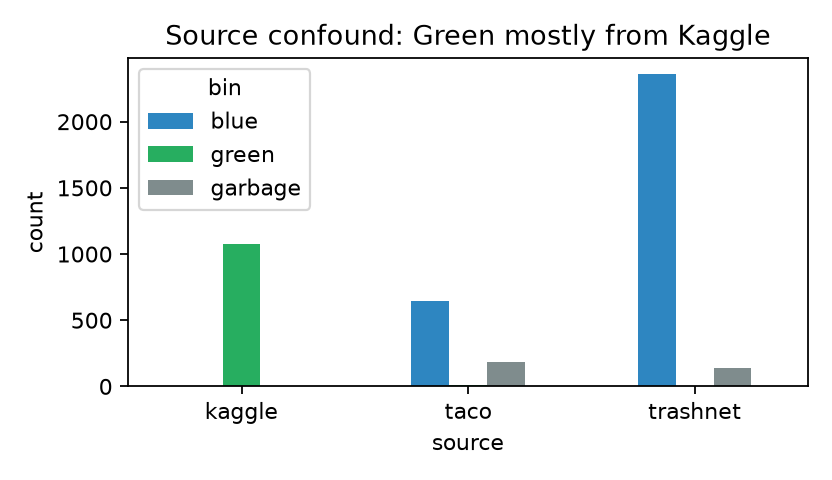 Source confound: Green mostly from Kaggle
bin
blue
green
garbage
2000
1500
1000
500
0
count
kaggle
taco
trashnet
source